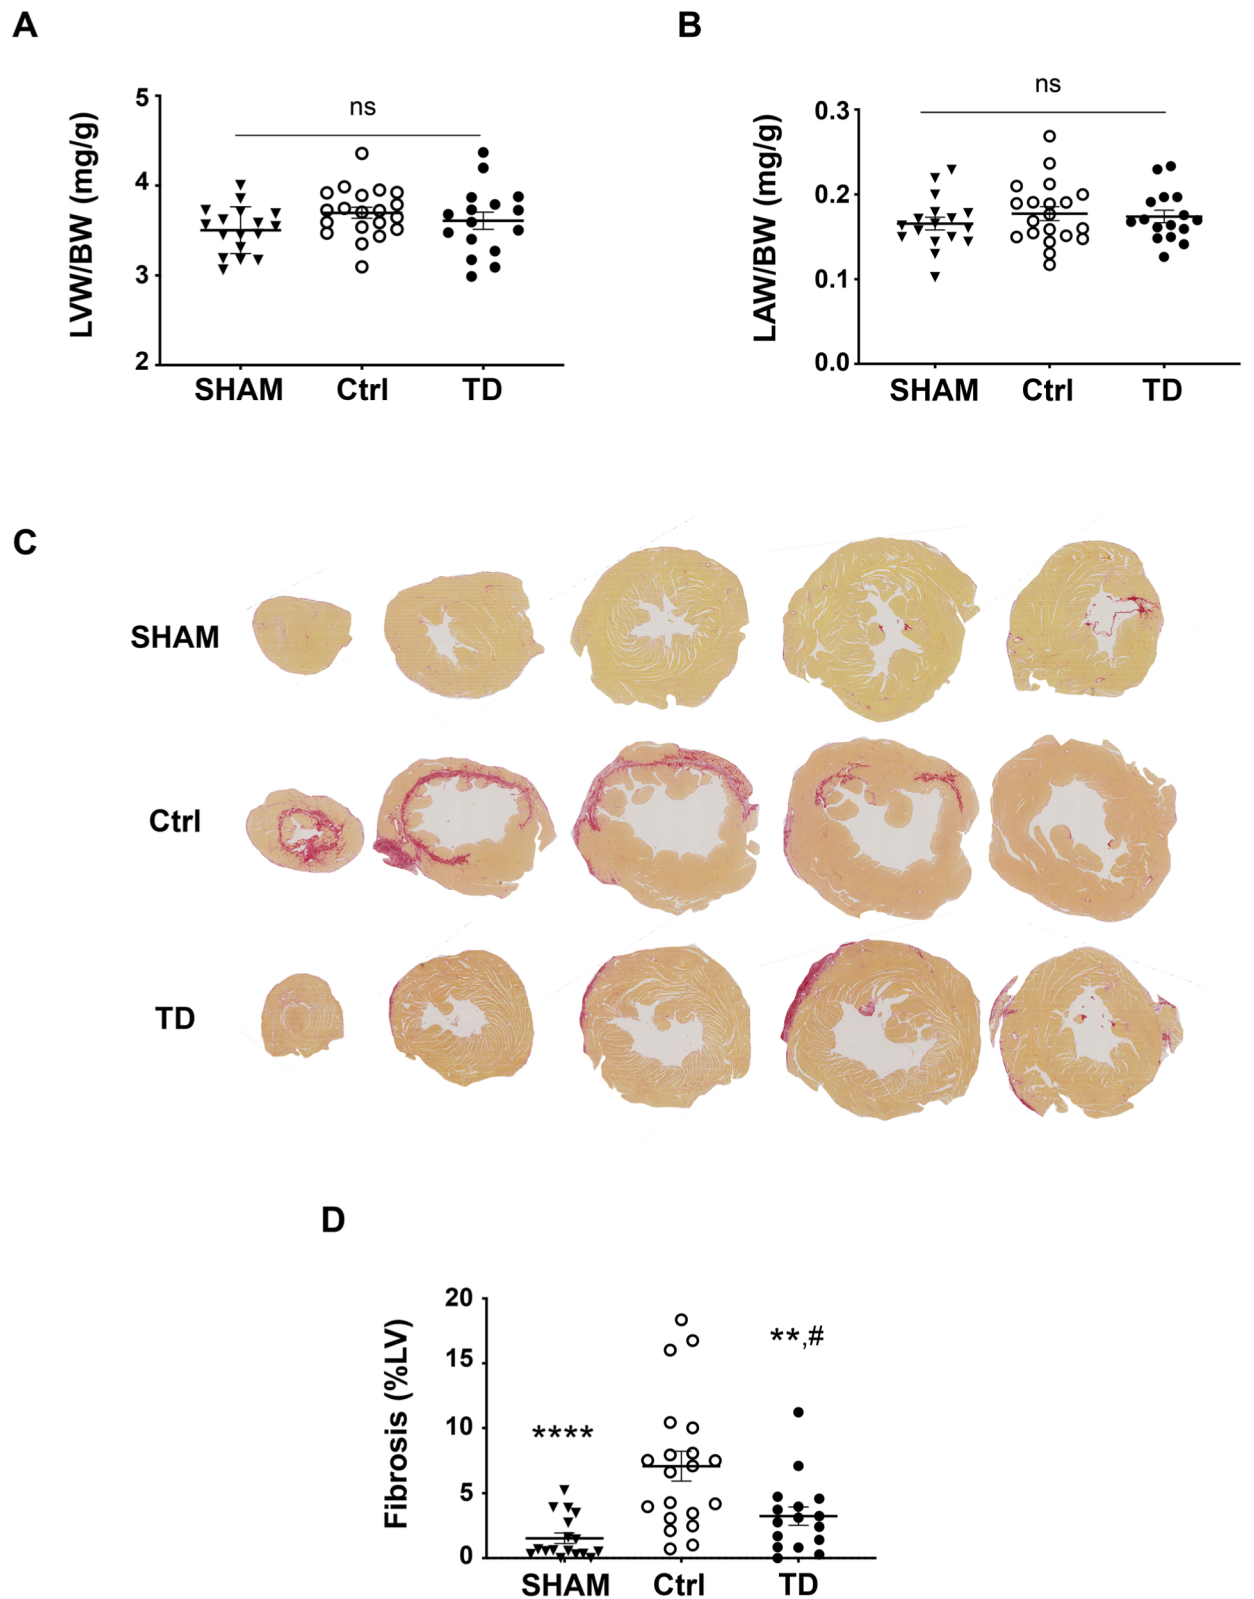 A
B
LVW/BW (mg/g)
5
4
3
2
ns
SHAM Ctrl TD
LAW/BW (mg/g)
0.3
0.2
0.1
0.0
ns
SHAM Ctrl TD
C
SHAM
Ctrl
TD
D
Fibrosis (%LV)
20
15
10
5
0
****
**,#
SHAM Ctrl TD